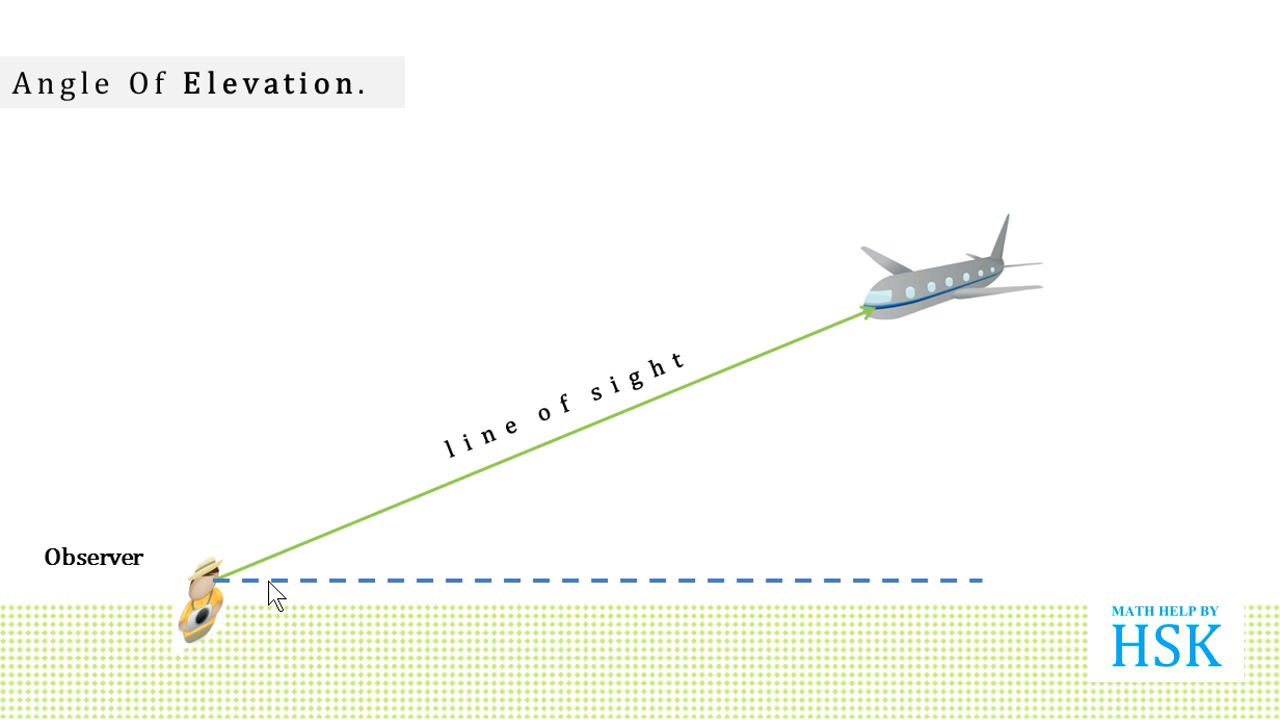 Angle Of Elevation.
line of sight
Observer
MATH HELP BY
HSK